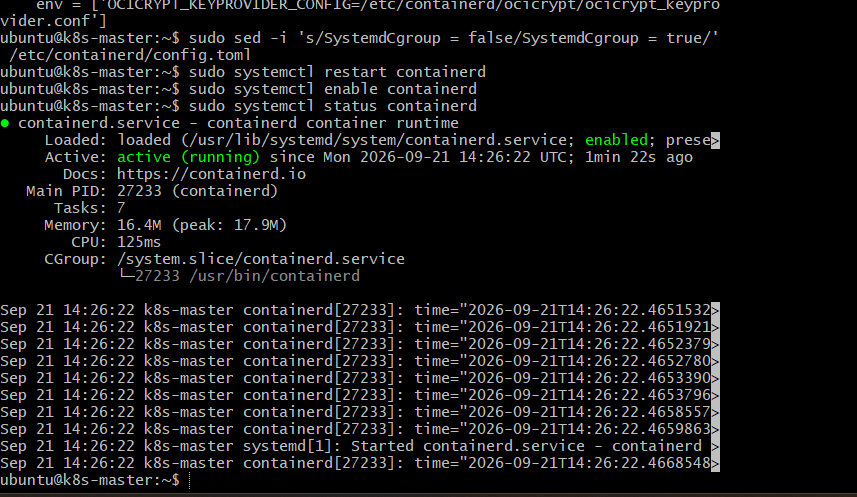 env = ['OCICRYPT_KEYPROVIDER_CONFIG=/etc/containerd/ocicrypt/ocicrypt_keypro
vider.conf']
ubuntu@k8s-master:~$ sudo sed -i 's/SystemdCgroup = false/SystemdCgroup = true/'
/etc/containerd/config.toml
ubuntu@k8s-master:~$ sudo systemctl restart containerd
ubuntu@k8s-master:~$ sudo systemctl enable containerd
ubuntu@k8s-master:~$ sudo systemctl status containerd
● containerd.service - containerd container runtime
Loaded: loaded (/usr/lib/systemd/system/containerd.service; enabled; prese>
Active: active (running) since Mon 2026-09-21 14:26:22 UTC; 1min 22s ago
Docs: https://containerd.io
Main PID: 27233 (containerd)
Tasks: 7
Memory: 16.4M (peak: 17.9M)
CPU: 125ms
CGroup: /system.slice/containerd.service
└─27233 /usr/bin/containerd
Sep 21 14:26:22 k8s-master containerd[27233]: time="2026-09-21T14:26:22.4651532>
Sep 21 14:26:22 k8s-master containerd[27233]: time="2026-09-21T14:26:22.4651921>
Sep 21 14:26:22 k8s-master containerd[27233]: time="2026-09-21T14:26:22.4652379>
Sep 21 14:26:22 k8s-master containerd[27233]: time="2026-09-21T14:26:22.4652780>
Sep 21 14:26:22 k8s-master containerd[27233]: time="2026-09-21T14:26:22.4653390>
Sep 21 14:26:22 k8s-master containerd[27233]: time="2026-09-21T14:26:22.4653796>
Sep 21 14:26:22 k8s-master containerd[27233]: time="2026-09-21T14:26:22.4658557>
Sep 21 14:26:22 k8s-master containerd[27233]: time="2026-09-21T14:26:22.4659863>
Sep 21 14:26:22 k8s-master systemd[1]: Started containerd.service - containerd >
Sep 21 14:26:22 k8s-master containerd[27233]: time="2026-09-21T14:26:22.4668548>
ubuntu@k8s-master:~$